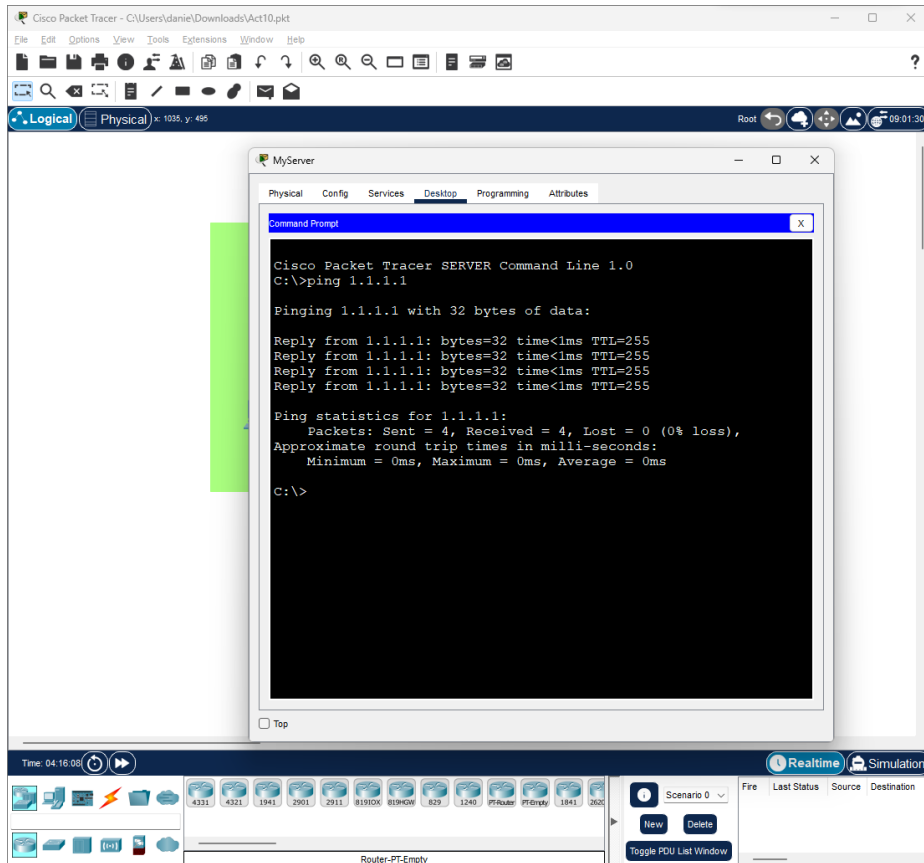 Cisco Packet Tracer - C:\Users\danie\Downloads\Act10.pkt
File Edit Options View Tools Extensions Window Help
?
Logical Physical x: 1035, y: 495 Root 09:01:30
MyServer
Physical Config Services Desktop Programming Attributes
Command Prompt X
Cisco Packet Tracer SERVER Command Line 1.0
C:\>ping 1.1.1.1
Pinging 1.1.1.1 with 32 bytes of data:
Reply from 1.1.1.1: bytes=32 time<1ms TTL=255
Reply from 1.1.1.1: bytes=32 time<1ms TTL=255
Reply from 1.1.1.1: bytes=32 time<1ms TTL=255
Reply from 1.1.1.1: bytes=32 time<1ms TTL=255
Ping statistics for 1.1.1.1:
Packets: Sent = 4, Received = 4, Lost = 0 (0% loss),
Approximate round trip times in milli-seconds:
Minimum = 0ms, Maximum = 0ms, Average = 0ms
C:\>
Top
Time: 04:16:08 Realtime Simulation
4331 4321 1941 2901 2911 819IOX 819HGW 829 1240 PT-Router PT-Empty 1841 2620
Scenario 0
New Delete
Toggle PDU List Window
Fire Last Status Source Destination
Router-PT-Empty